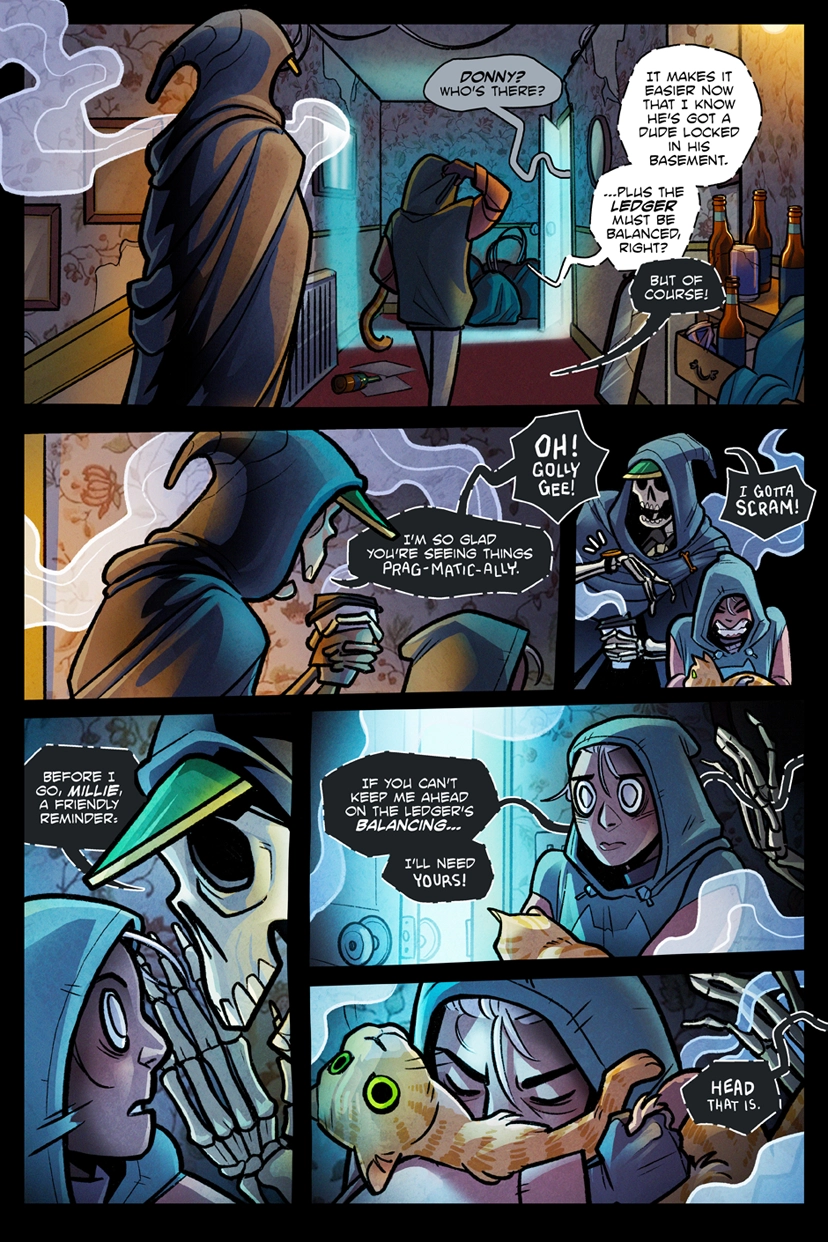 DONNY?
WHO'S THERE?
IT MAKES IT
EASIER NOW
THAT I KNOW
HE'S GOT A
DUDE LOCKED
IN HIS
BASEMENT.
...PLUS THE
LEDGER
MUST BE
BALANCED,
RIGHT?
BUT OF
COURSE!
OH!
GOLLY
GEE!
I'M SO GLAD
YOU'RE SEEING THINGS
PRAG-MATIC-ALLY.
I GOTTA
SCRAM!
BEFORE I
GO, MILLIE,
A FRIENDLY
REMINDER:
IF YOU CAN'T
KEEP ME AHEAD
ON THE LEDGER'S
BALANCING...
I'LL NEED
YOURS!
HEAD
THAT IS.